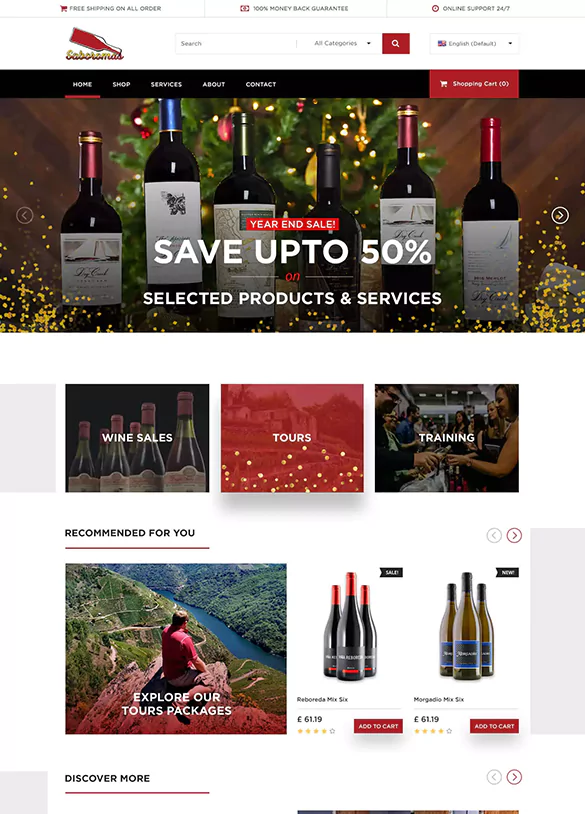 FREE SHIPPING ON ALL ORDER
100% MONEY BACK GUARANTEE
ONLINE SUPPORT 24/7
Saboromas
Search
All Categories
English (Default)
HOME
SHOP
SERVICES
ABOUT
CONTACT
Shopping Cart (0)
YEAR END SALE!
SAVE UPTO 50%
on
SELECTED PRODUCTS & SERVICES
WINE SALES
TOURS
TRAINING
RECOMMENDED FOR YOU
EXPLORE OUR
TOURS PACKAGES
SALE!
NEW!
Reboreda Mix Six
Morgadio Mix Six
£ 61.19
ADD TO CART
£ 61.19
ADD TO CART
DISCOVER MORE